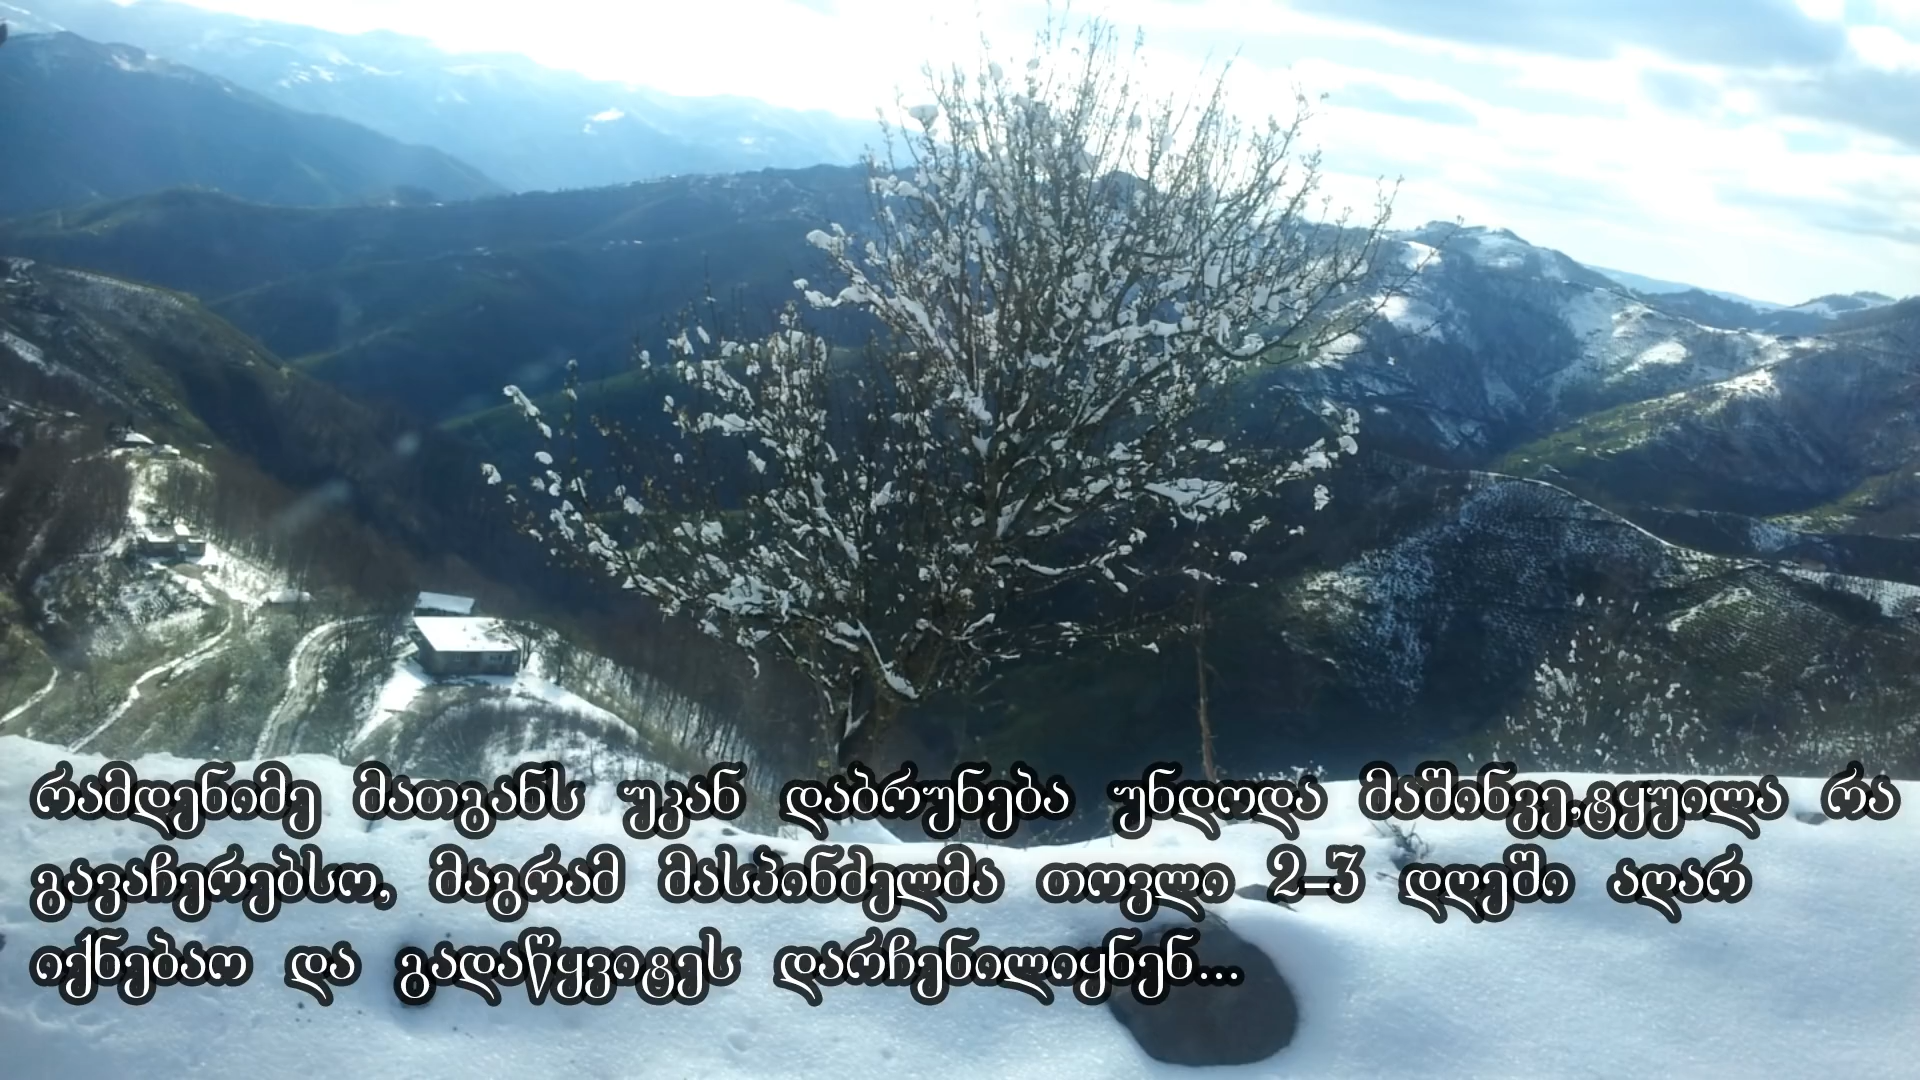 რამდენიმე მათგანს უკან დაბრუნება უნდოდა მაშინვე,ტყუილა რა
გავაჩერებსო, მაგრამ მასპინძელმა თოვლი 2-3 დღეში აღარ
იქნებაო და გადაწყვიტეს დარჩენილიყნენ...